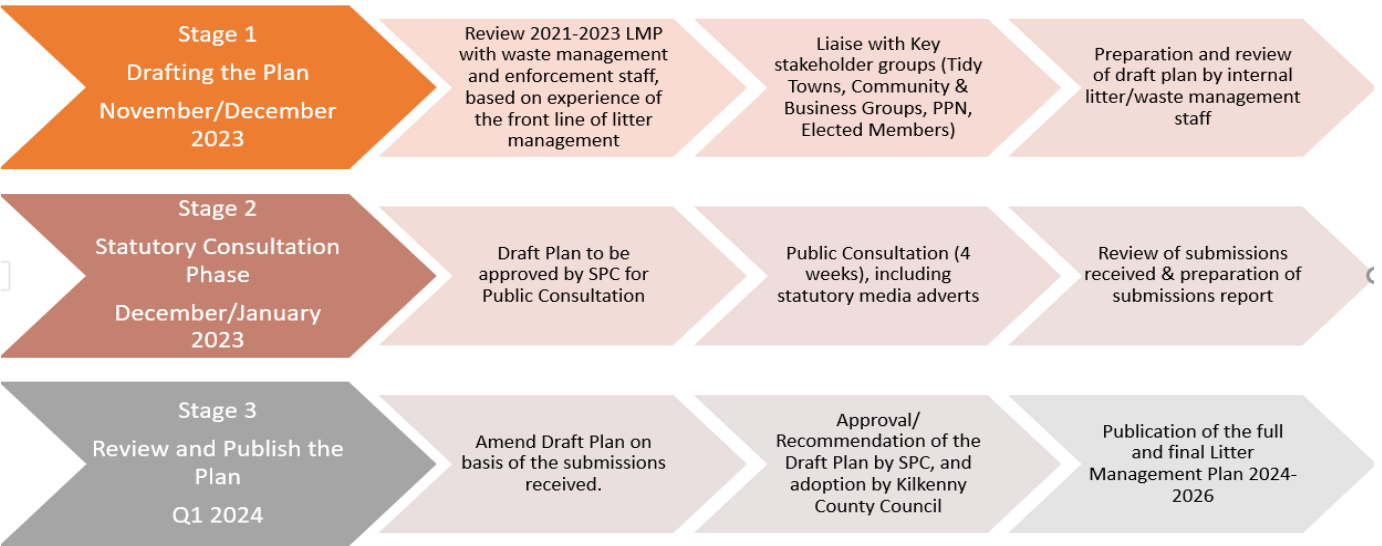 Stage 1
Drafting the Plan
November/December
2023
Review 2021-2023 LMP
with waste management
and enforcement staff,
based on experience of
the front line of litter
management
Liaise with Key
stakeholder groups (Tidy
Towns, Community &
Business Groups, PPN,
Elected Members)
Preparation and review
of draft plan by internal
litter/waste management
staff
Stage 2
Statutory Consultation
Phase
December/January
2023
Draft Plan to be
approved by SPC for
Public Consultation
Public Consultation (4
weeks), including
statutory media adverts
Review of submissions
received & preparation of
submissions report
Stage 3
Review and Publish the
Plan
Q1 2024
Amend Draft Plan on
basis of the submissions
received.
Approval/
Recommendation of the
Draft Plan by SPC, and
adoption by Kilkenny
County Council
Publication of the full
and final Litter
Management Plan 2024-
2026